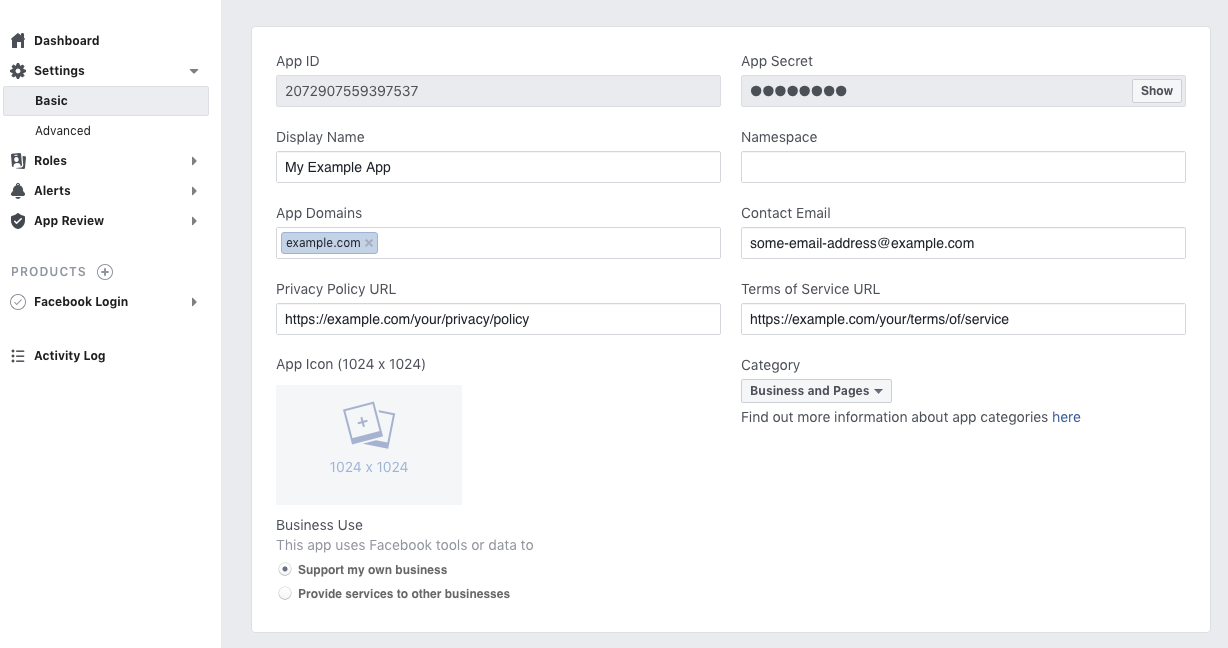 Dashboard
Settings
Basic
Advanced
Roles
Alerts
App Review
PRODUCTS
Facebook Login
Activity Log
App ID
2072907559397537
App Secret
●●●●●●●●
Show
Display Name
My Example App
Namespace
App Domains
example.com
Contact Email
some-email-address@example.com
Privacy Policy URL
https://example.com/your/privacy/policy
Terms of Service URL
https://example.com/your/terms/of/service
App Icon (1024 x 1024)
1024 x 1024
Category
Business and Pages
Find out more information about app categories here
Business Use
This app uses Facebook tools or data to
Support my own business
Provide services to other businesses